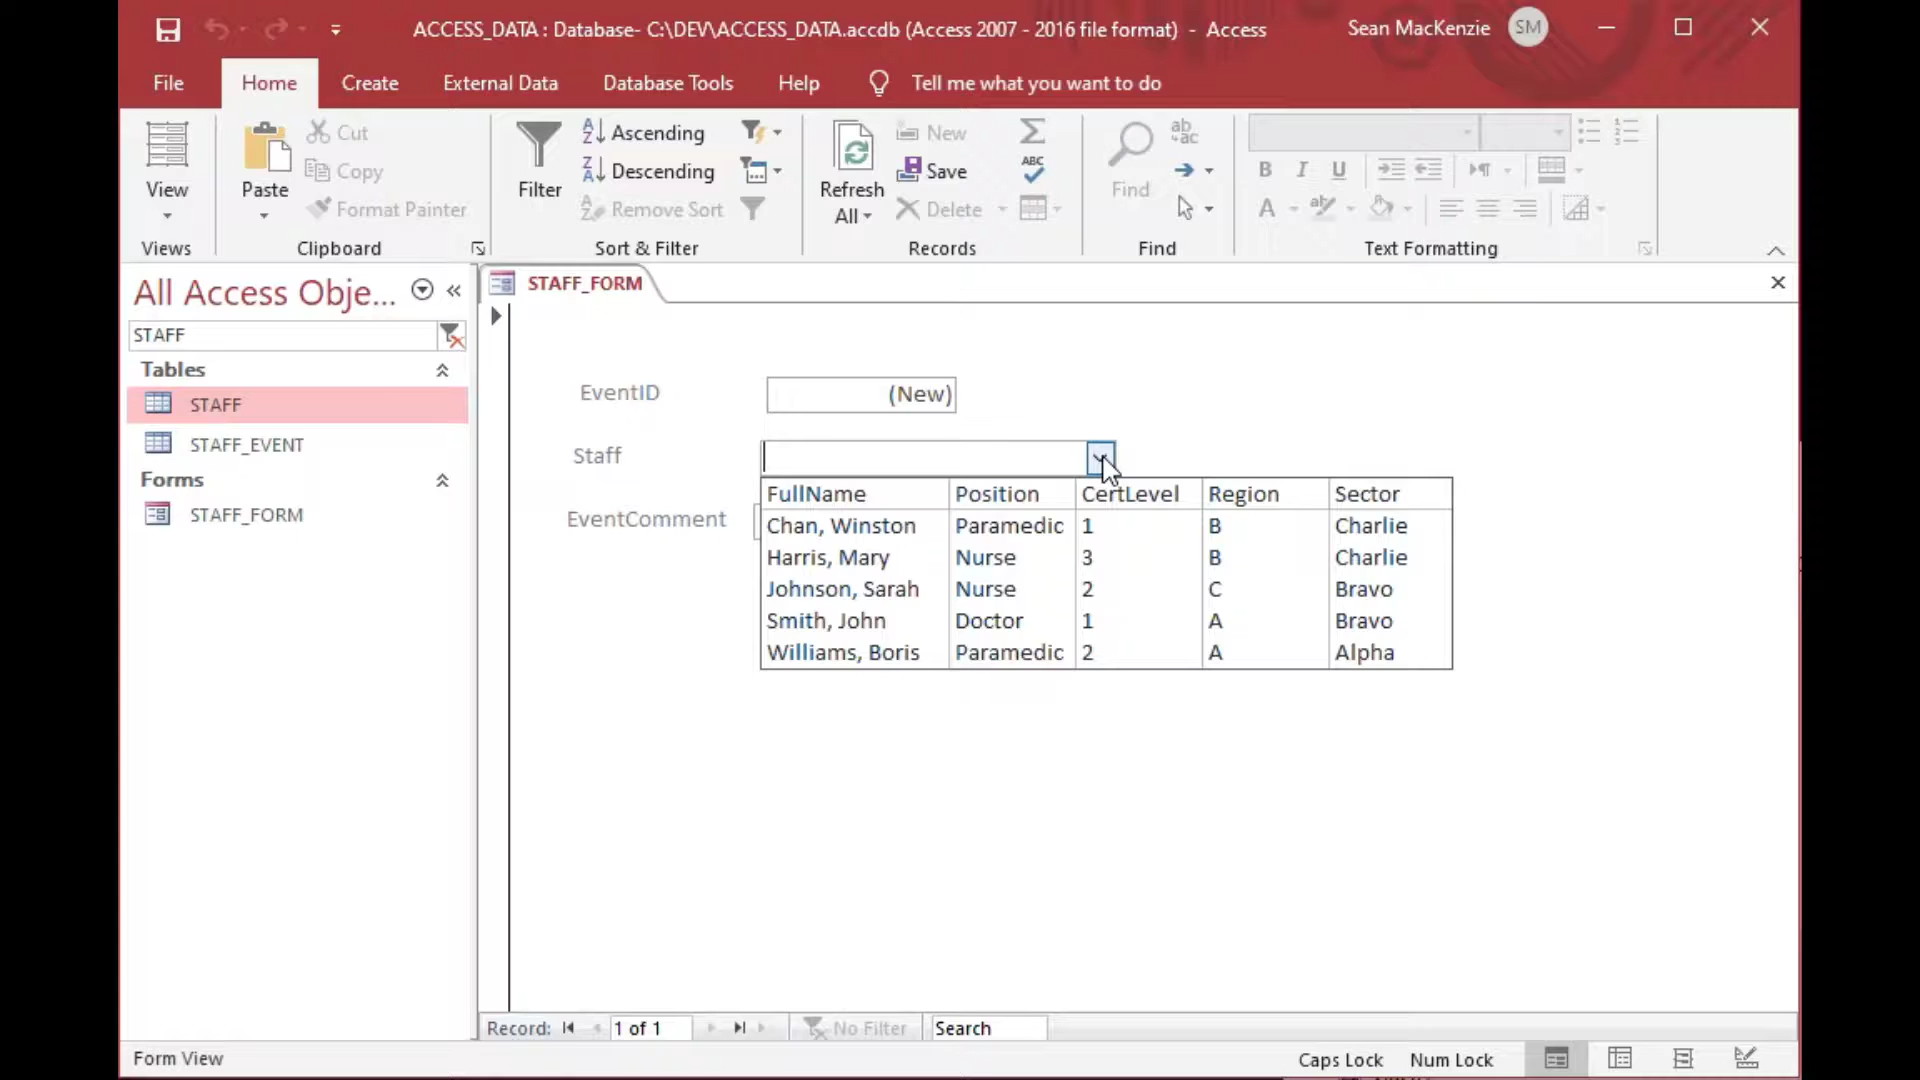 ACCESS_DATA : Database- C:\DEV\ACCESS_DATA.accdb (Access 2007 - 2016 file format) - Access
Sean MacKenzie SM
File Home Create External Data Database Tools Help Tell me what you want to do
View
Views
Paste
Cut
Copy
Format Painter
Clipboard
Filter
Ascending
Descending
Remove Sort
Sort & Filter
Refresh
All
New
Save
Delete
ABC
Records
Find
ab
ac
Find
B I U
A
Text Formatting
All Access Obje...
STAFF
Tables
STAFF
STAFF_EVENT
Forms
STAFF_FORM
STAFF_FORM
EventID (New)
Staff
EventComment
FullName Position CertLevel Region Sector
Chan, Winston Paramedic 1 B Charlie
Harris, Mary Nurse 3 B Charlie
Johnson, Sarah Nurse 2 C Bravo
Smith, John Doctor 1 A Bravo
Williams, Boris Paramedic 2 A Alpha
Record: 1 of 1 No Filter Search
Form View Caps Lock Num Lock